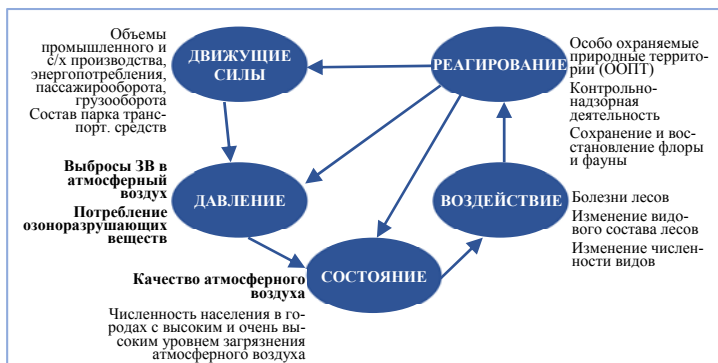 Объемы
промышленного и
с/х производства,
энергопотребления,
пассажирооборота,
грузооборота
Состав парка транс-
порт. средств
ДВИЖУЩИЕ
СИЛЫ
РЕАГИРОВАНИЕ
Особо охраняемые
природные террито-
рии (ООПТ)
Контрольно-
надзорная
деятельность
Сохранение и вос-
становление флоры
и фауны
Выбросы ЗВ в
атмосферный
воздух
Потребление
озоноразрушающих
веществ
ДАВЛЕНИЕ
ВОЗДЕЙСТВИЕ
Болезни лесов
Изменение видо-
вого состава лесов
Изменение числен-
ности видов
Качество атмосферного
воздуха
Численность населения в го-
родах с высоким и очень вы-
соким уровнем загрязнения
атмосферного воздуха
СОСТОЯНИЕ